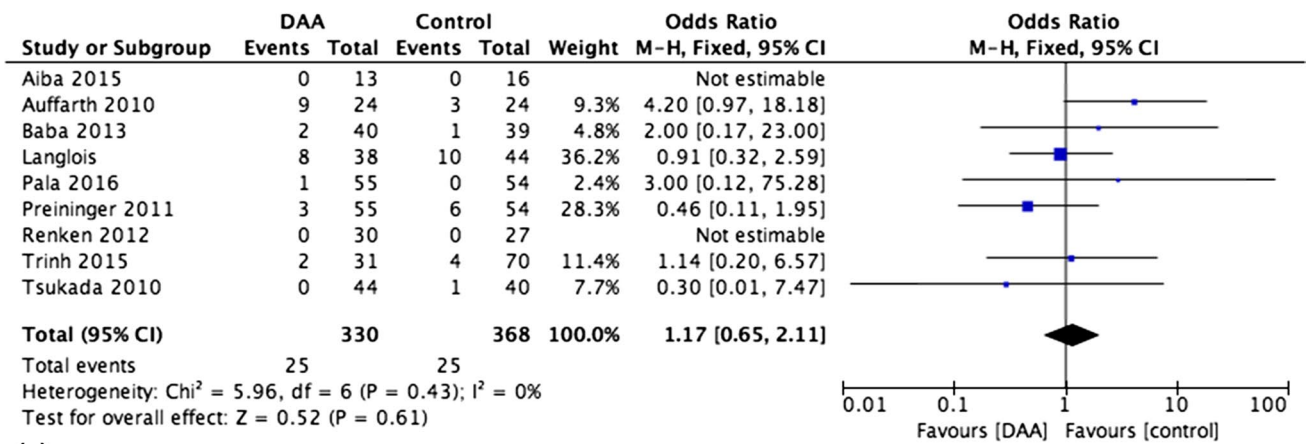 DAA Control Odds Ratio Odds Ratio
Study or Subgroup Events Total Events Total Weight M-H, Fixed, 95% CI M-H, Fixed, 95% CI
Aiba 2015 0 13 0 16 Not estimable
Auffarth 2010 9 24 3 24 9.3% 4.20 [0.97, 18.18]
Baba 2013 2 40 1 39 4.8% 2.00 [0.17, 23.00]
Langlois 8 38 10 44 36.2% 0.91 [0.32, 2.59]
Pala 2016 1 55 0 54 2.4% 3.00 [0.12, 75.28]
Preininger 2011 3 55 6 54 28.3% 0.46 [0.11, 1.95]
Renken 2012 0 30 0 27 Not estimable
Trinh 2015 2 31 4 70 11.4% 1.14 [0.20, 6.57]
Tsukada 2010 0 44 1 40 7.7% 0.30 [0.01, 7.47]
Total (95% CI) 330 368 100.0% 1.17 [0.65, 2.11]
Total events 25 25
Heterogeneity: Chi² = 5.96, df = 6 (P = 0.43); I² = 0%
Test for overall effect: Z = 0.52 (P = 0.61)
0.01 0.1 1 10 100
Favours [DAA] Favours [control]